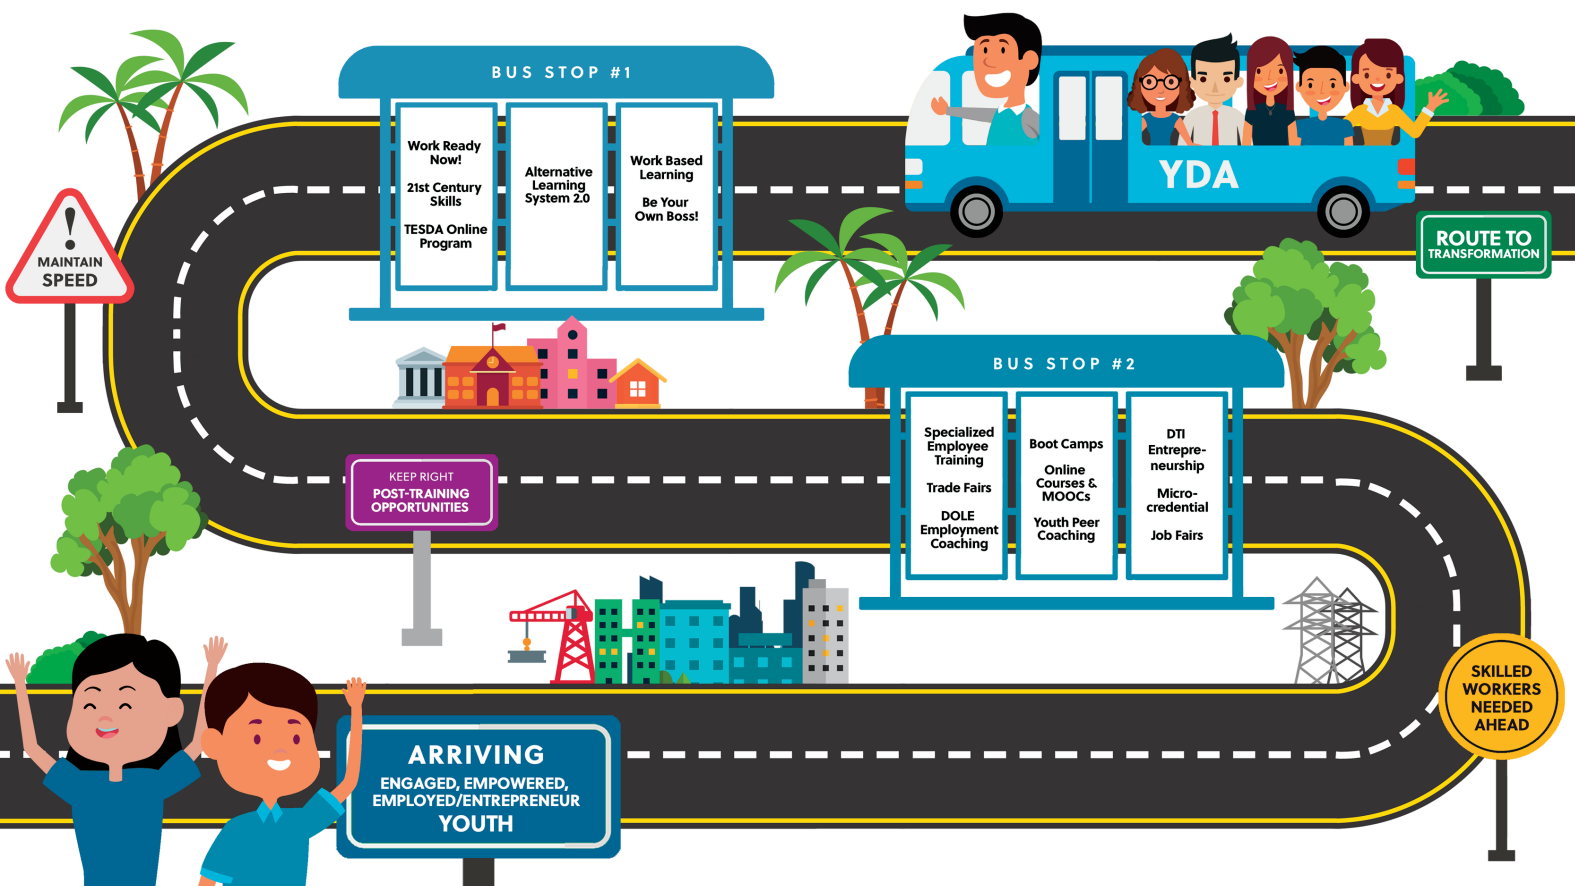 BUS STOP #1
Work Ready
Now!
21st Century
Skills
TESDA Online
Program
Alternative
Learning
System 2.0
Work Based
Learning
Be Your
Own Boss!
YDA
ROUTE TO
TRANSFORMATION
!
MAINTAIN
SPEED
BUS STOP #2
Specialized
Employee
Training
Trade Fairs
DOLE
Employment
Coaching
Boot Camps
Online
Courses &
MOOCs
Youth Peer
Coaching
DTI
Entrepre-
neurship
Micro-
credential
Job Fairs
KEEP RIGHT
POST-TRAINING
OPPORTUNITIES
SKILLED
WORKERS
NEEDED
AHEAD
ARRIVING
ENGAGED, EMPOWERED,
EMPLOYED/ENTREPRENEUR
YOUTH